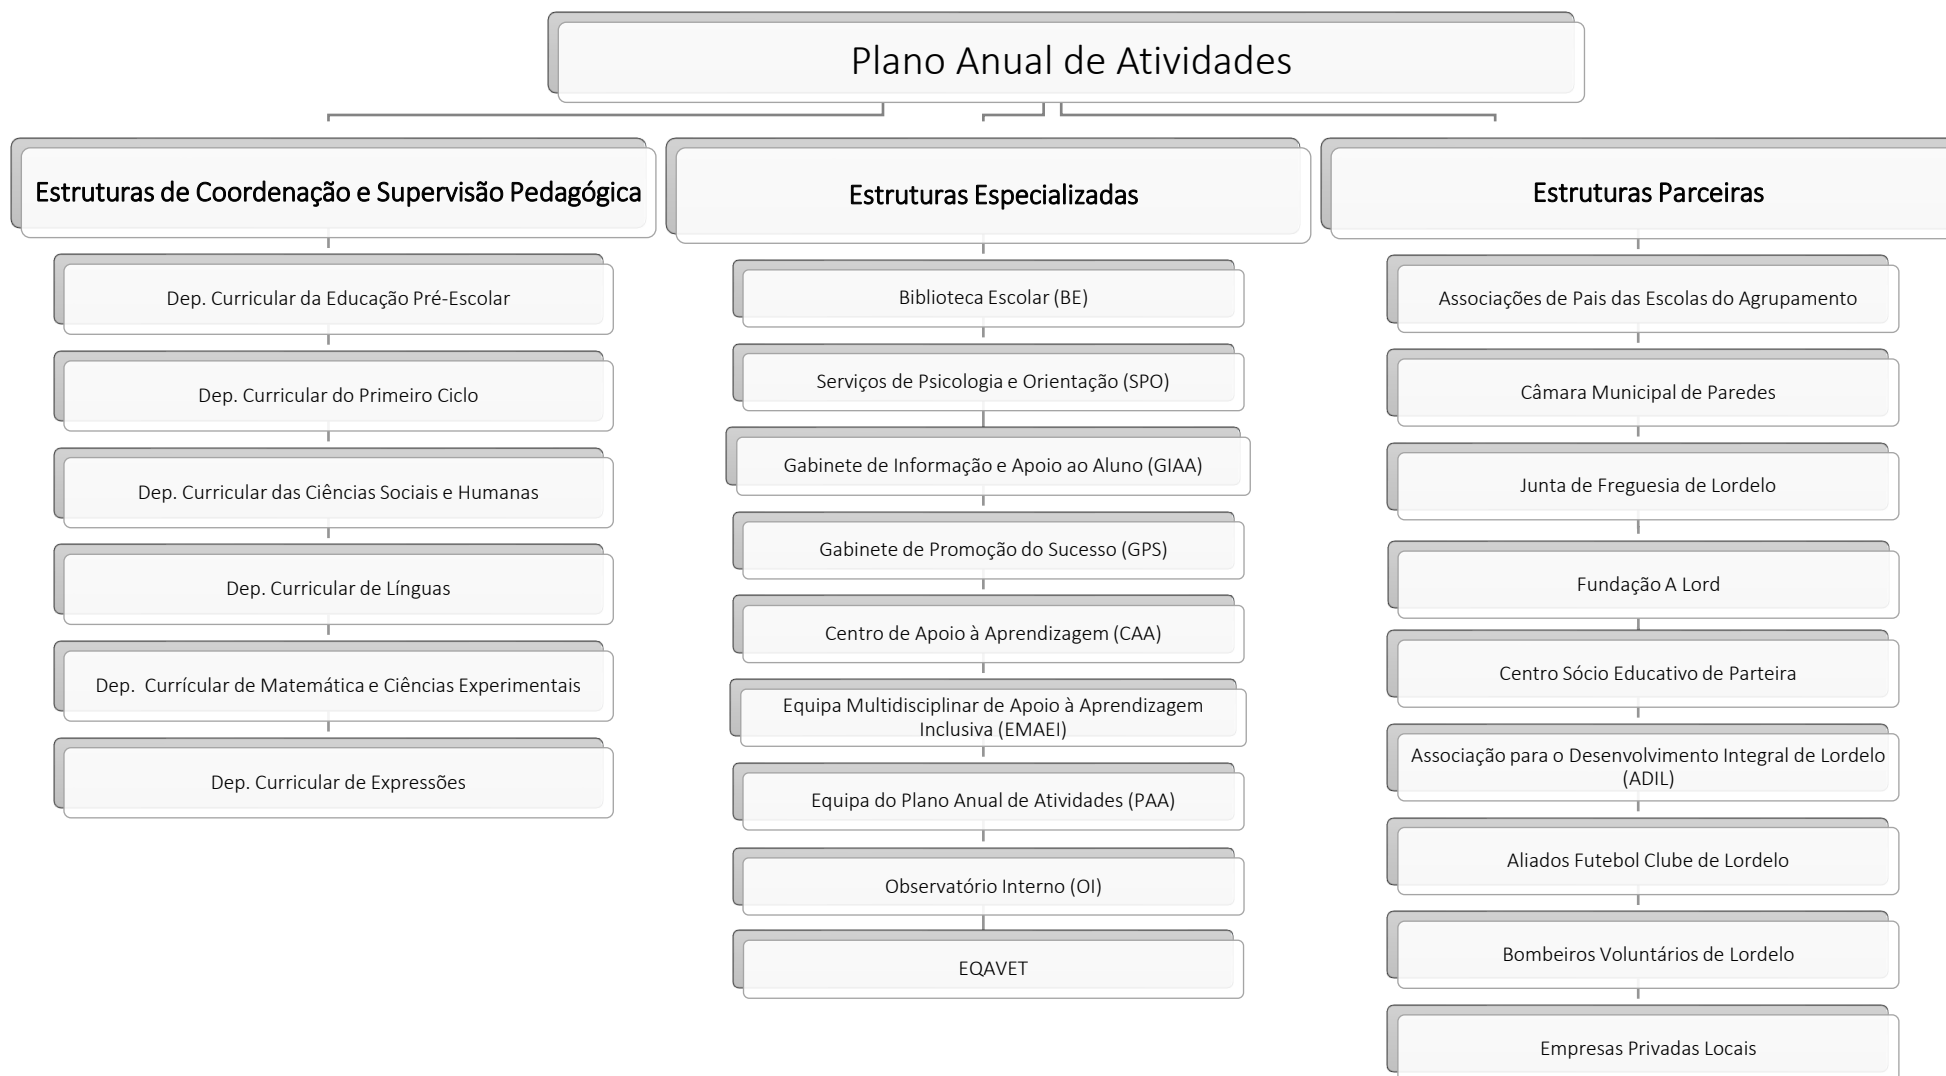 Plano Anual de Atividades
Estruturas de Coordenação e Supervisão Pedagógica
Dep. Curricular da Educação Pré-Escolar
Dep. Curricular do Primeiro Ciclo
Dep. Curricular das Ciências Sociais e Humanas
Dep. Curricular de Línguas
Dep. Currícular de Matemática e Ciências Experimentais
Dep. Curricular de Expressões
Estruturas Especializadas
Biblioteca Escolar (BE)
Serviços de Psicologia e Orientação (SPO)
Gabinete de Informação e Apoio ao Aluno (GIAA)
Gabinete de Promoção do Sucesso (GPS)
Centro de Apoio à Aprendizagem (CAA)
Equipa Multidisciplinar de Apoio à Aprendizagem
Inclusiva (EMAEI)
Equipa do Plano Anual de Atividades (PAA)
Observatório Interno (OI)
EQAVET
Estruturas Parceiras
Associações de Pais das Escolas do Agrupamento
Câmara Municipal de Paredes
Junta de Freguesia de Lordelo
Fundação A Lord
Centro Sócio Educativo de Parteira
Associação para o Desenvolvimento Integral de Lordelo
(ADIL)
Aliados Futebol Clube de Lordelo
Bombeiros Voluntários de Lordelo
Empresas Privadas Locais